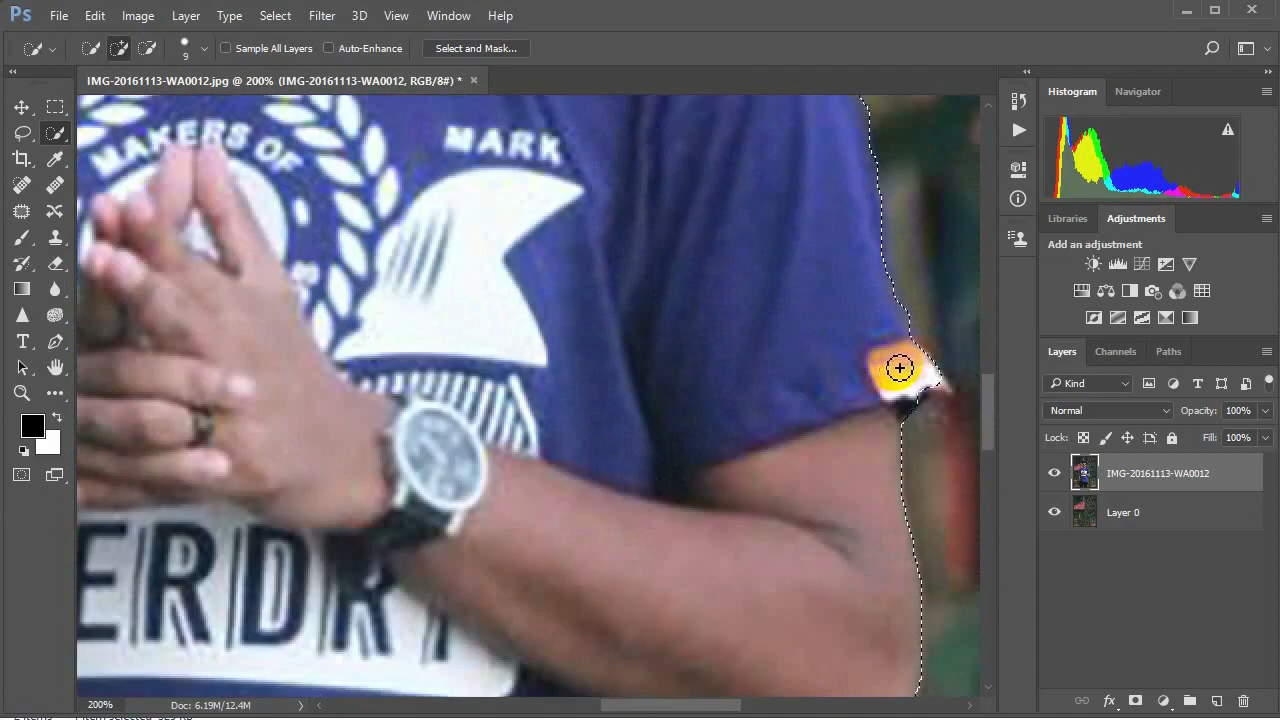 Ps File Edit Image Layer Type Select Filter 3D View Window Help
9 Sample All Layers Auto-Enhance Select and Mask...
IMG-20161113-WA0012.jpg @ 200% (IMG-20161113-WA0012, RGB/8#) *
Histogram Navigator
MAKERS OF
MARK
ERDRY
Libraries Adjustments
Add an adjustment
Layers Channels Paths
Kind
Normal Opacity: 100%
Lock: Fill: 100%
IMG-20161113-WA0012
Layer 0
200% Doc: 6.19M/12.4M